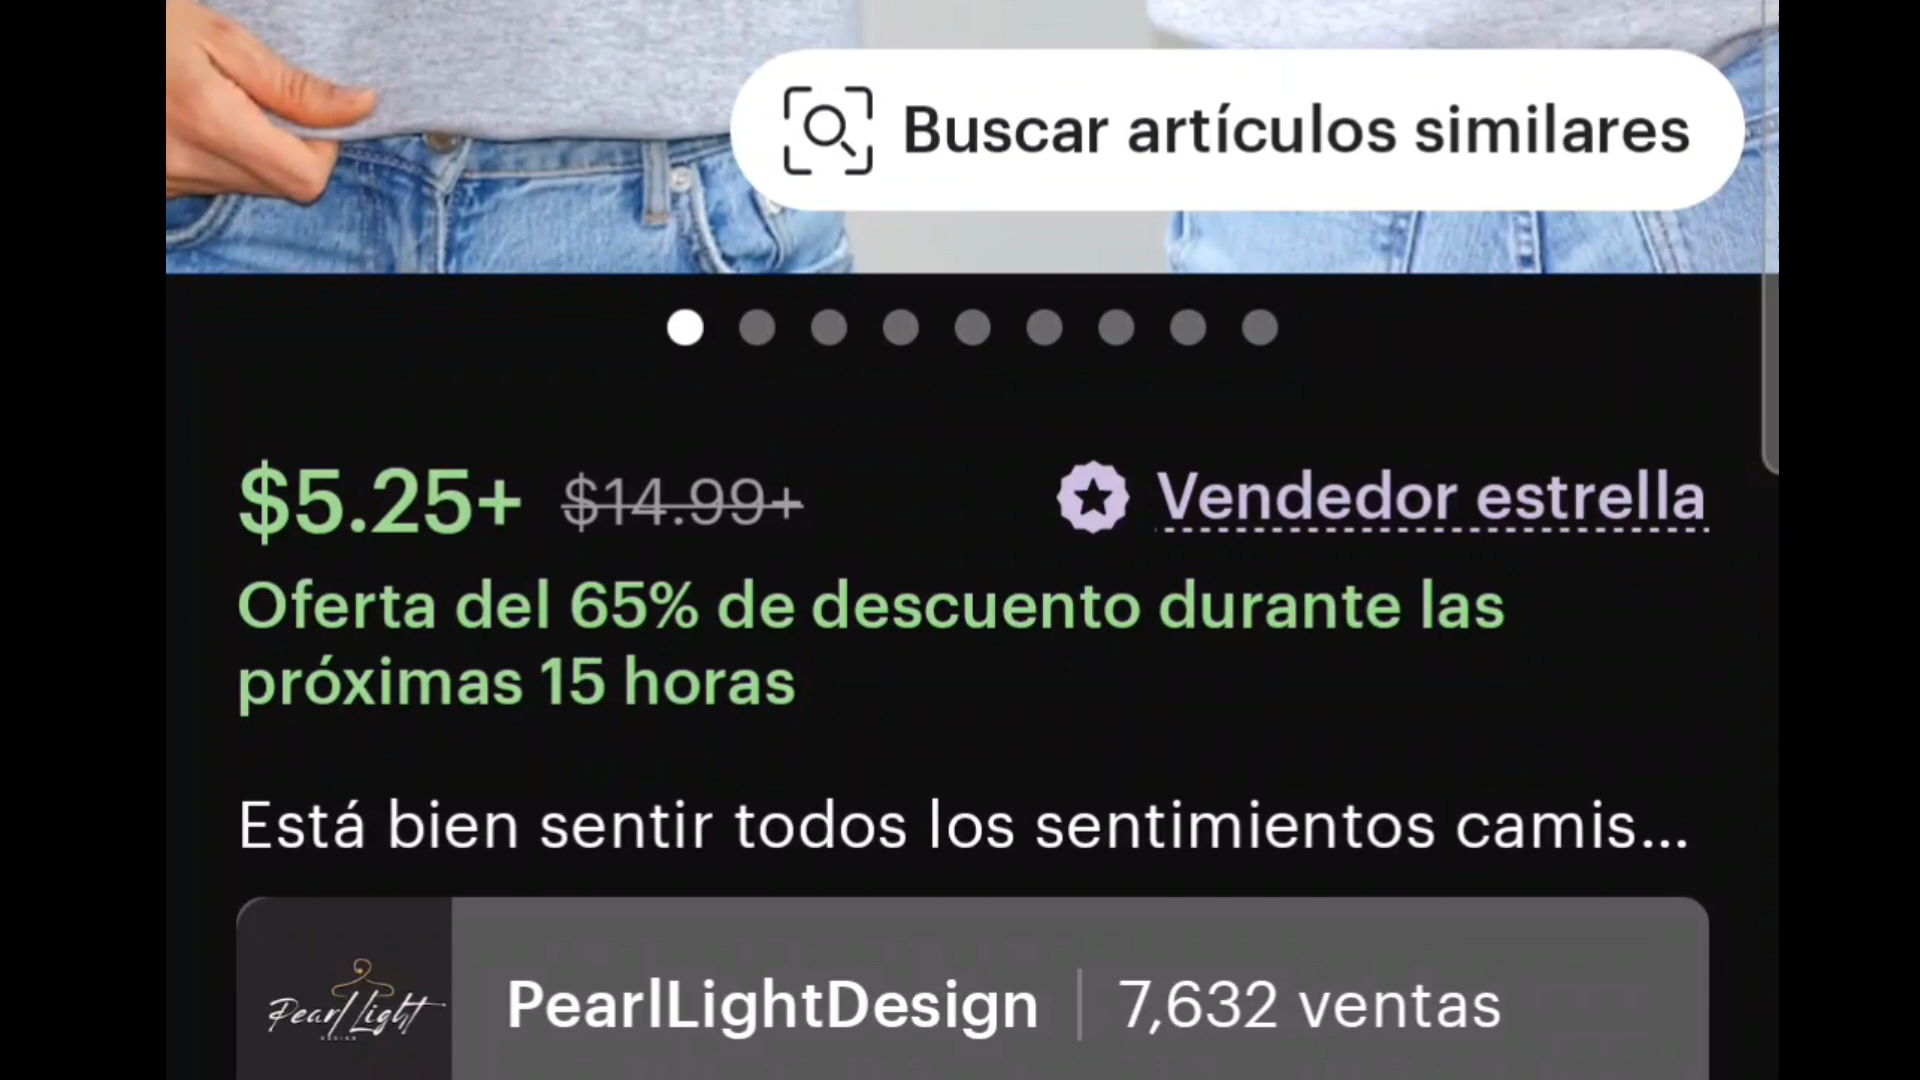 Buscar artículos similares
$5.25+ $14.99+
Vendedor estrella
Oferta del 65% de descuento durante las
próximas 15 horas
Está bien sentir todos los sentimientos camis...
Pearl Light
DESIGN
PearlLightDesign | 7,632 ventas